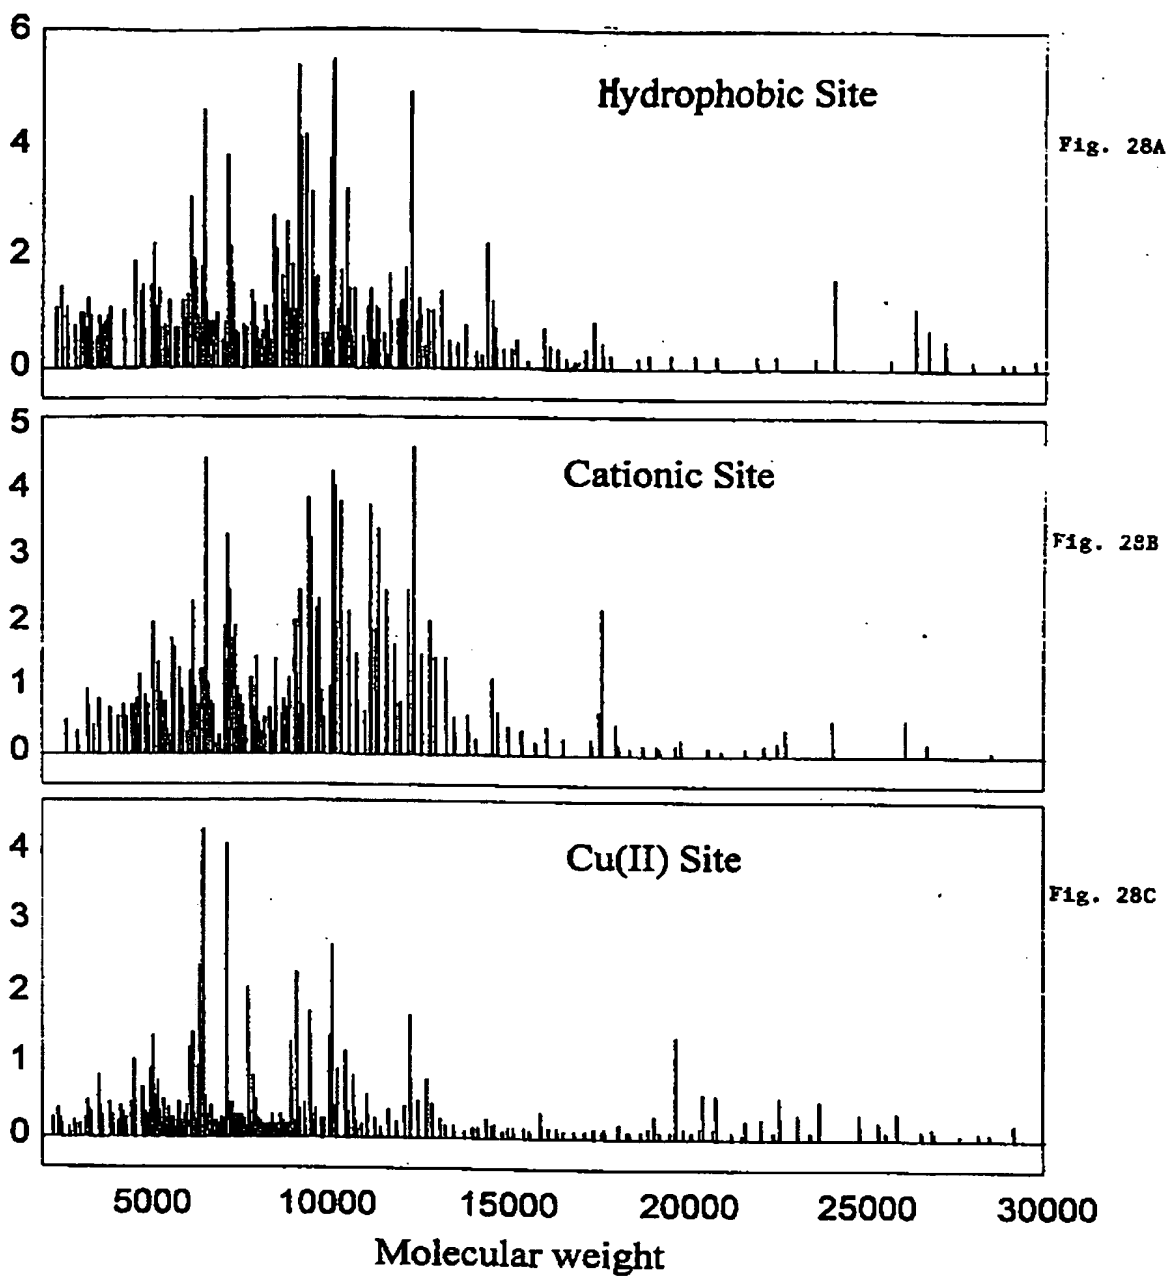 6
Hydrophobic Site
4
Fig. 28A
2
0
5
Cationic Site
4
3
Fig. 28B
2
1
0
4
Cu(II) Site
3
Fig. 28C
2
1
0
5000 10000 15000 20000 25000 30000
Molecular weight